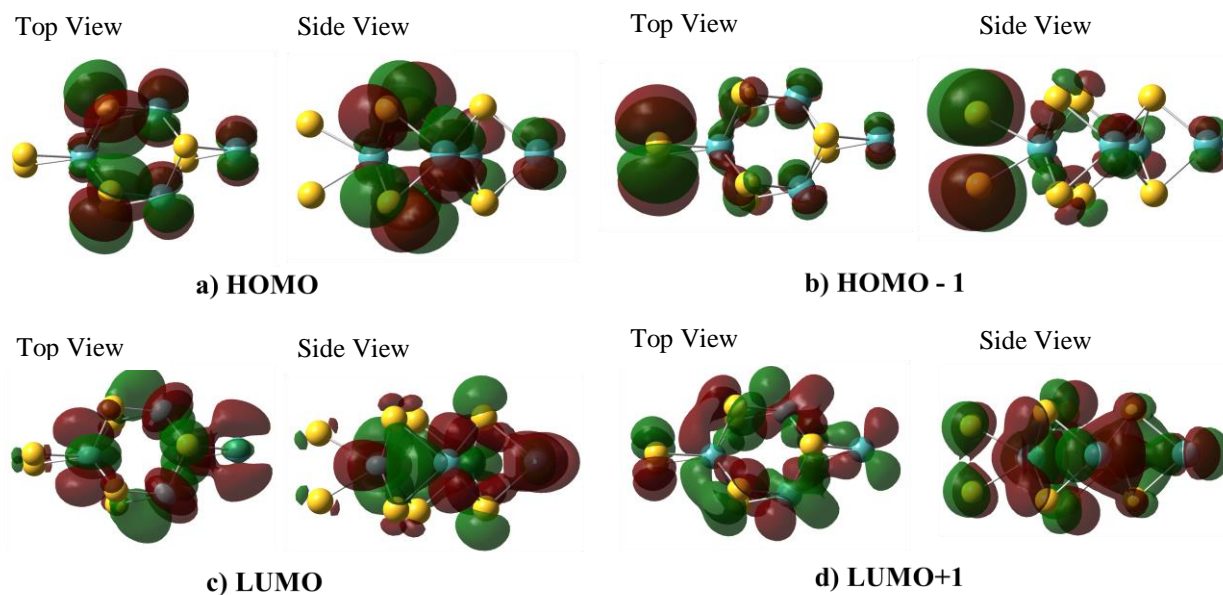 Top View
Side View
Top View
Side View
a) HOMO
b) HOMO - 1
Top View
Side View
Top View
Side View
c) LUMO
d) LUMO+1